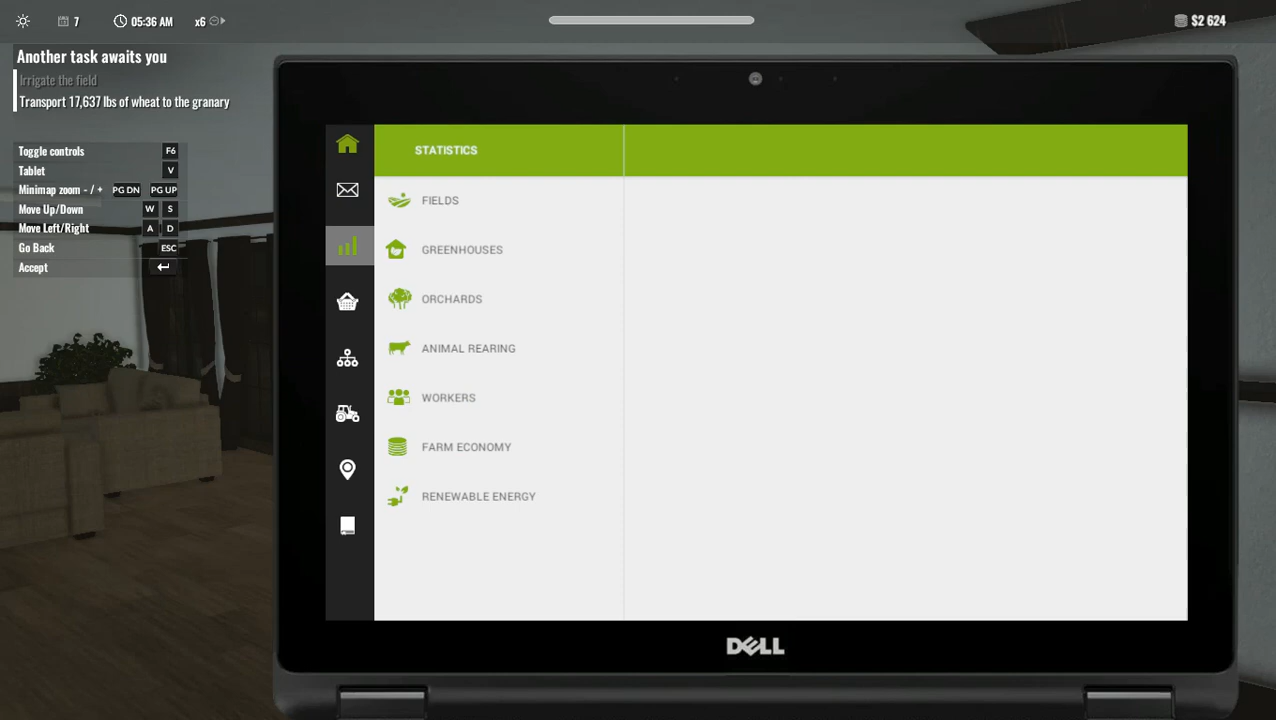 7
05:36 AM
x6
$2 624
Another task awaits you
Irrigate the field
Transport 17,637 lbs of wheat to the granary
Toggle controls F6
Tablet V
Minimap zoom - / + PG DN PG UP
Move Up/Down W S
Move Left/Right A D
Go Back ESC
Accept
STATISTICS
FIELDS
GREENHOUSES
ORCHARDS
ANIMAL REARING
WORKERS
FARM ECONOMY
RENEWABLE ENERGY
DELL